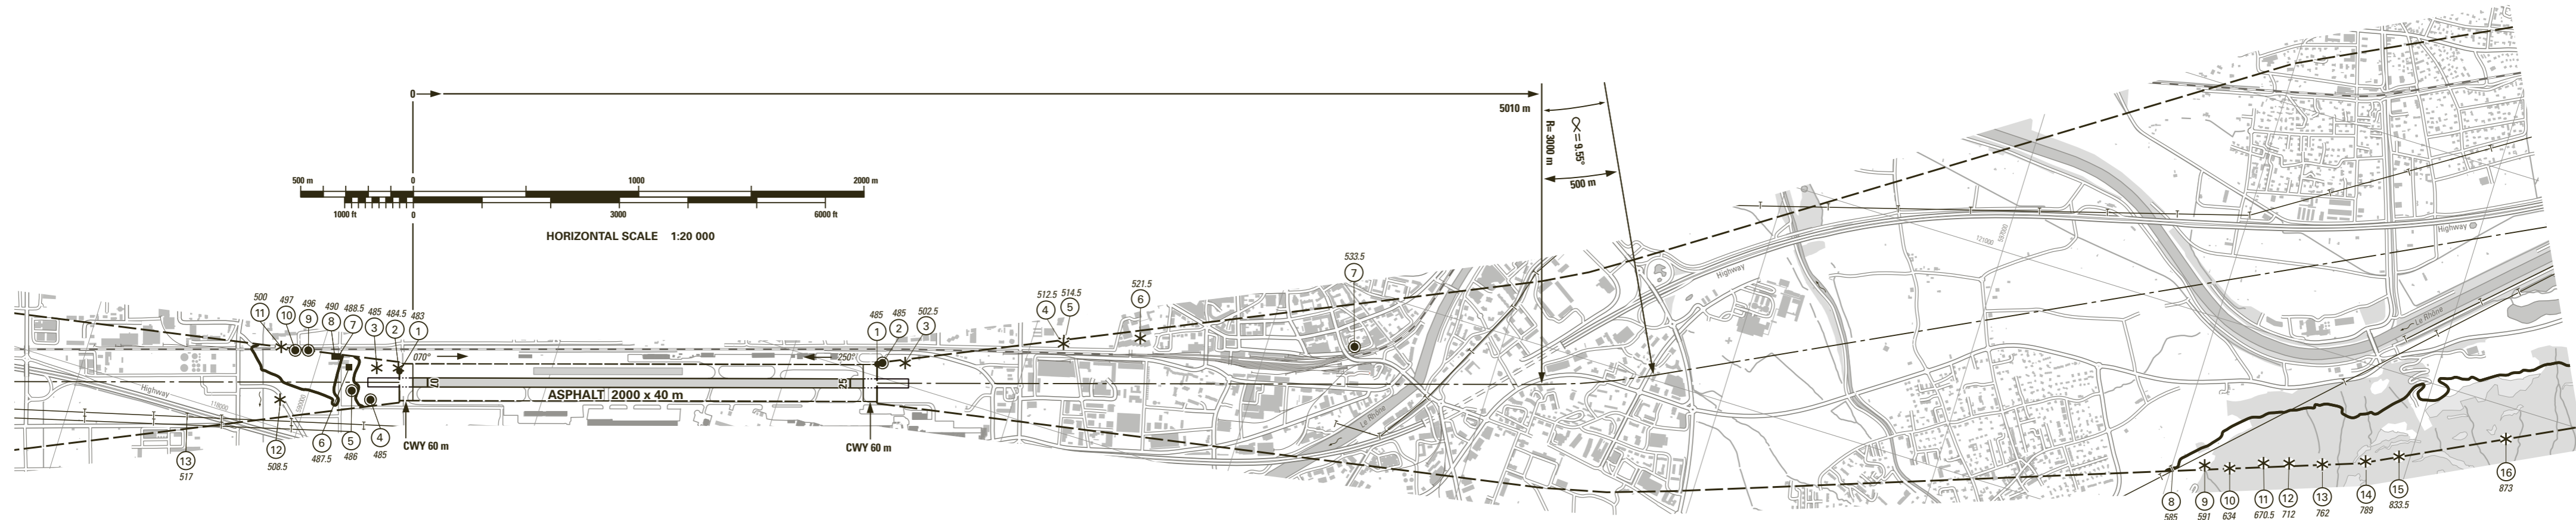 0
5010 m
R= 3000 m
∝ = 9.55°
500 m
500 m 0 1000 2000 m
1000 ft 0 3000 6000 ft
HORIZONTAL SCALE 1:20 000
Highway
121000
597000
Highway
Le Rhône
533.5
7
521.5
6
512.5 514.5
4 5
485 485 502.5
1 2 3
500 497 496 490 488.5 485 484.5 483
11 10 9 8 7 3 2 1
070°
250°
07
25
ASPHALT 2000 x 40 m
Highway
118000
CWY 60 m
CWY 60 m
Le Rhône
13
517
12
508.5
6
487.5
5
486
4
485
8 9 10 11 12 13 14 15 16
585 591 634 670.5 712 762 789 833.5 873